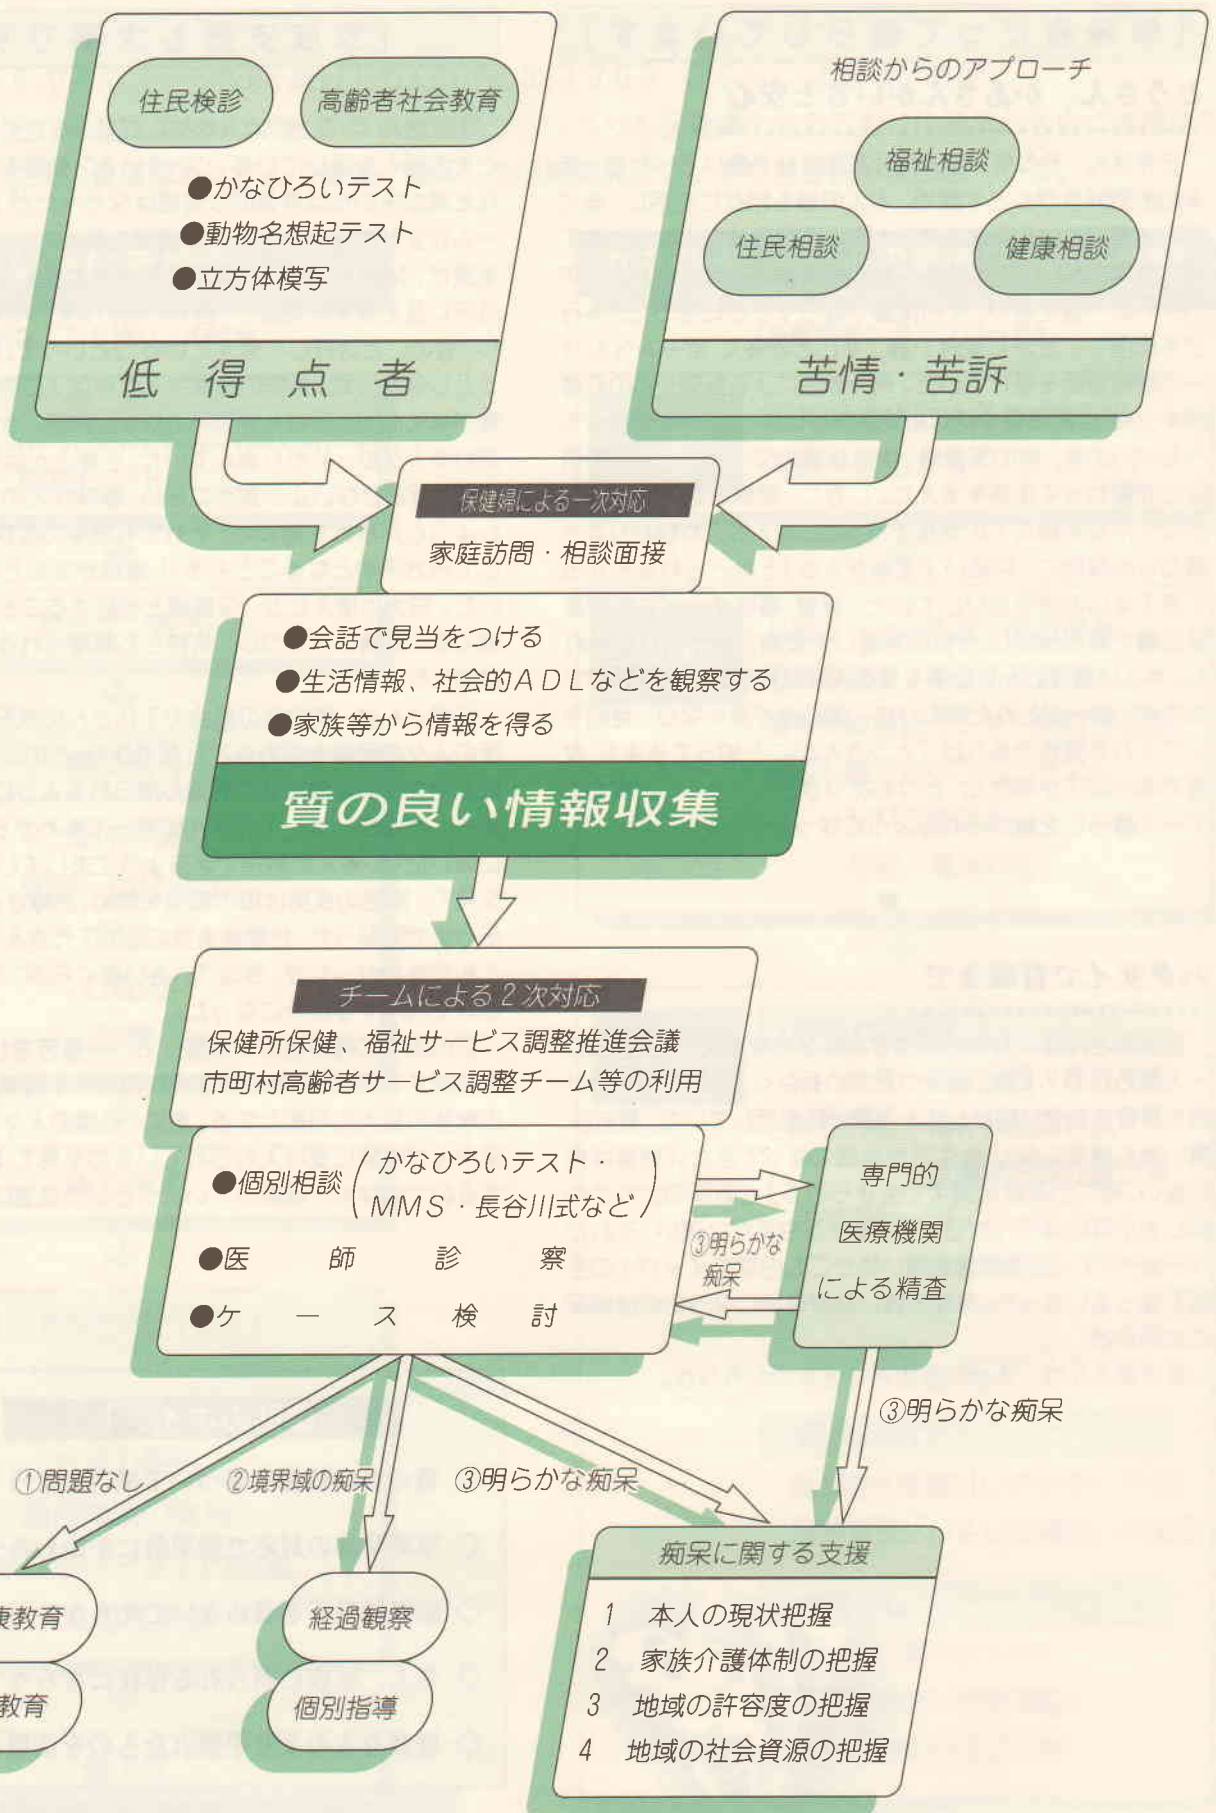 住民検診
高齢者社会教育
●かなひろいテスト
●動物名想起テスト
●立方体模写
低得点者
相談からのアプローチ
福祉相談
住民相談
健康相談
苦情・苦訴
保健婦による一次対応
家庭訪問・相談面接
●会話で見当をつける
●生活情報、社会的ADLなどを観察する
●家族等から情報を得る
質の良い情報収集
チームによる2次対応
保健所保健、福祉サービス調整推進会議
市町村高齢者サービス調整チーム等の利用
●個別相談(かなひろいテスト・
MMS・長谷川式など)
●医師診察
●ケース検討
③明らかな
痴呆
専門的
医療機関
による精査
③明らかな痴呆
①問題なし
②境界域の痴呆
③明らかな痴呆
康教育
教育
経過観察
個別指導
痴呆に関する支援
1 本人の現状把握
2 家族介護体制の把握
3 地域の許容度の把握
4 地域の社会資源の把握